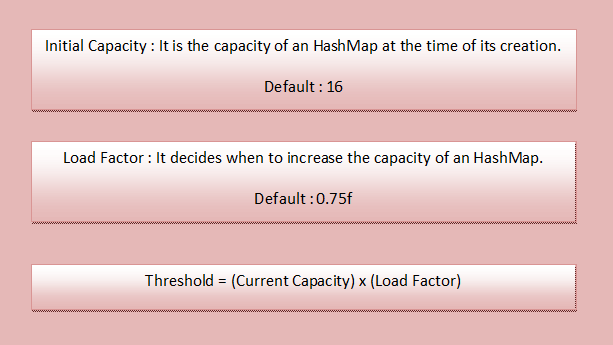 Initial Capacity : It is the capacity of an HashMap at the time of its creation.
Default : 16
Load Factor : It decides when to increase the capacity of an HashMap.
Default : 0.75f
Threshold = (Current Capacity) x (Load Factor)